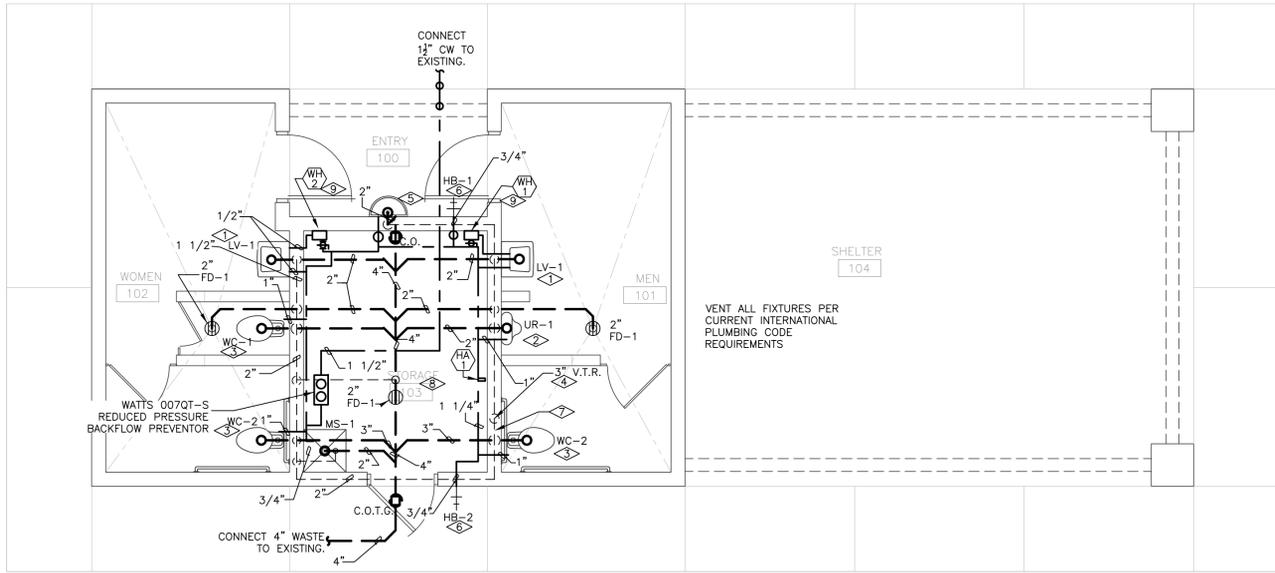 CONNECT
1½" CW TO
EXISTING.
ENTRY
100
3/4"
WH
2
9
2"
5
HB-1
6
WH
1
9
1/2"
1
1 1/2"
LV-1
C.O.
4"
2"
2"
LV-1
1
WOMEN
102
2"
FD-1
1"
2"
MEN
101
SHELTER
104
WC-1
3
4"
2"
UR-1
2
2"
FD-1
VENT ALL FIXTURES PER
CURRENT INTERNATIONAL
PLUMBING CODE
REQUIREMENTS
2"
1 1/2"
HA
1
1"
STORAGE
103
8
3" V.T.R.
4
2"
FD-1
WATTS 007QT-S
REDUCED PRESSURE
BACKFLOW PREVENTOR
WC-2
3
1"
MS-1
1 1/4"
7
3"
3"
WC-2
3
2"
4"
1"
3/4"
2"
C.O.T.G.
3/4"
HB-2
6
CONNECT 4" WASTE
TO EXISTING.
4"